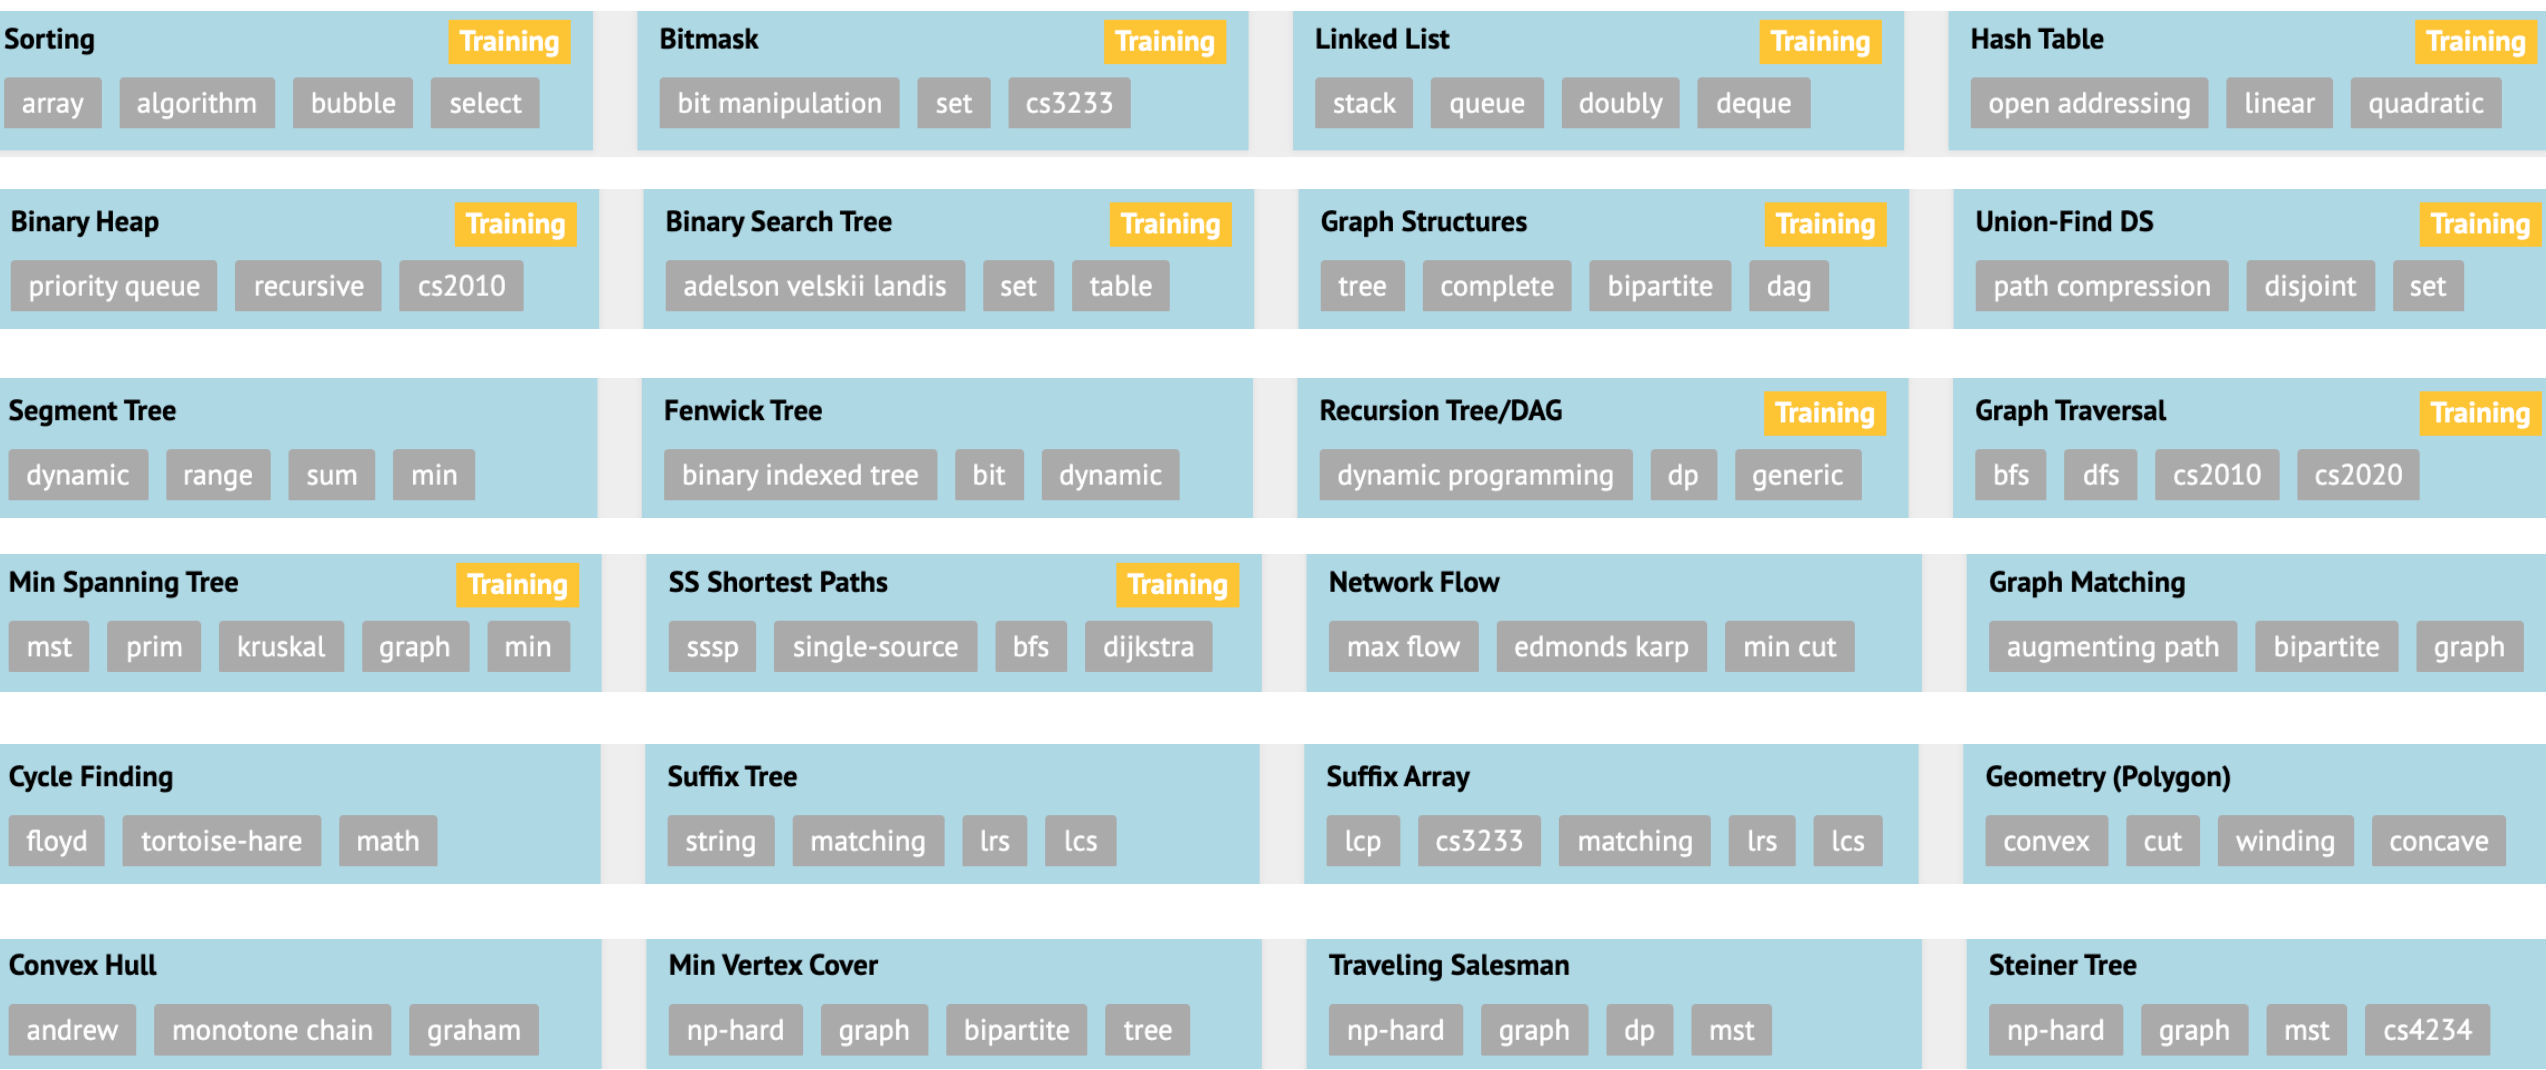 Sorting Training Bitmask Training Linked List Training Hash Table Training
array algorithm bubble select bit manipulation set cs3233 stack queue doubly deque open addressing linear quadratic
Binary Heap Training Binary Search Tree Training Graph Structures Training Union-Find DS Training
priority queue recursive cs2010 adelson velskii landis set table tree complete bipartite dag path compression disjoint set
Segment Tree Fenwick Tree Recursion Tree/DAG Training Graph Traversal Training
dynamic range sum min binary indexed tree bit dynamic dynamic programming dp generic bfs dfs cs2010 cs2020
Min Spanning Tree Training SS Shortest Paths Training Network Flow Graph Matching
mst prim kruskal graph min sssp single-source bfs dijkstra max flow edmonds karp min cut augmenting path bipartite graph
Cycle Finding Suffix Tree Suffix Array Geometry (Polygon)
floyd tortoise-hare math string matching lrs lcs lcp cs3233 matching lrs lcs convex cut winding concave
Convex Hull Min Vertex Cover Traveling Salesman Steiner Tree
andrew monotone chain graham np-hard graph bipartite tree np-hard graph dp mst np-hard graph mst cs4234